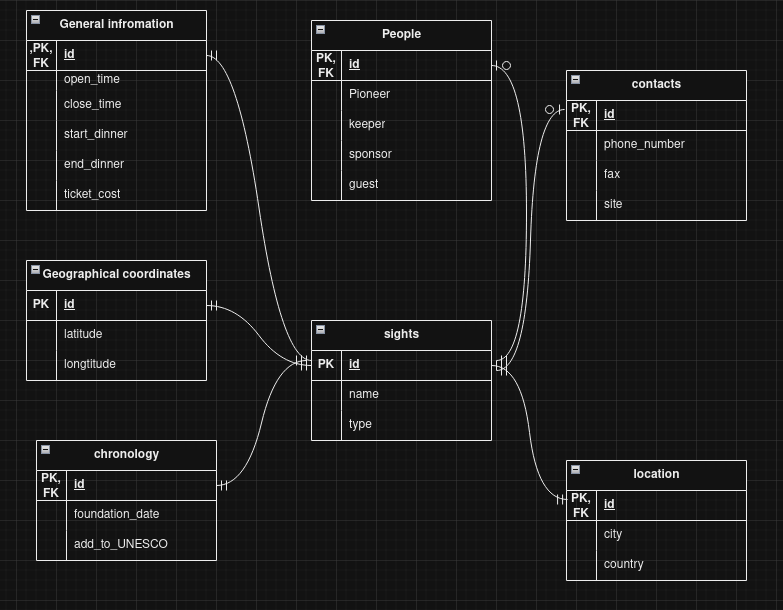 General infromation
,PK,
FK
id
open_time
close_time
start_dinner
end_dinner
ticket_cost
People
PK,
FK
id
Pioneer
keeper
sponsor
guest
contacts
PK,
FK
id
phone_number
fax
site
Geographical coordinates
PK
id
latitude
longtitude
sights
PK
id
name
type
chronology
PK,
FK
id
foundation_date
add_to_UNESCO
location
PK,
FK
id
city
country